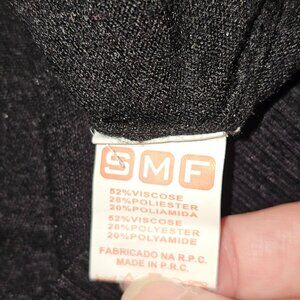 SMF
52%VISCOSE
28%POLIESTER
20%POLIAMIDA
52%VISCOSE
28%POLYESTER
20%POLYAMIDE
FABRICADO NA R.P.C.
MADE IN P.R.C.